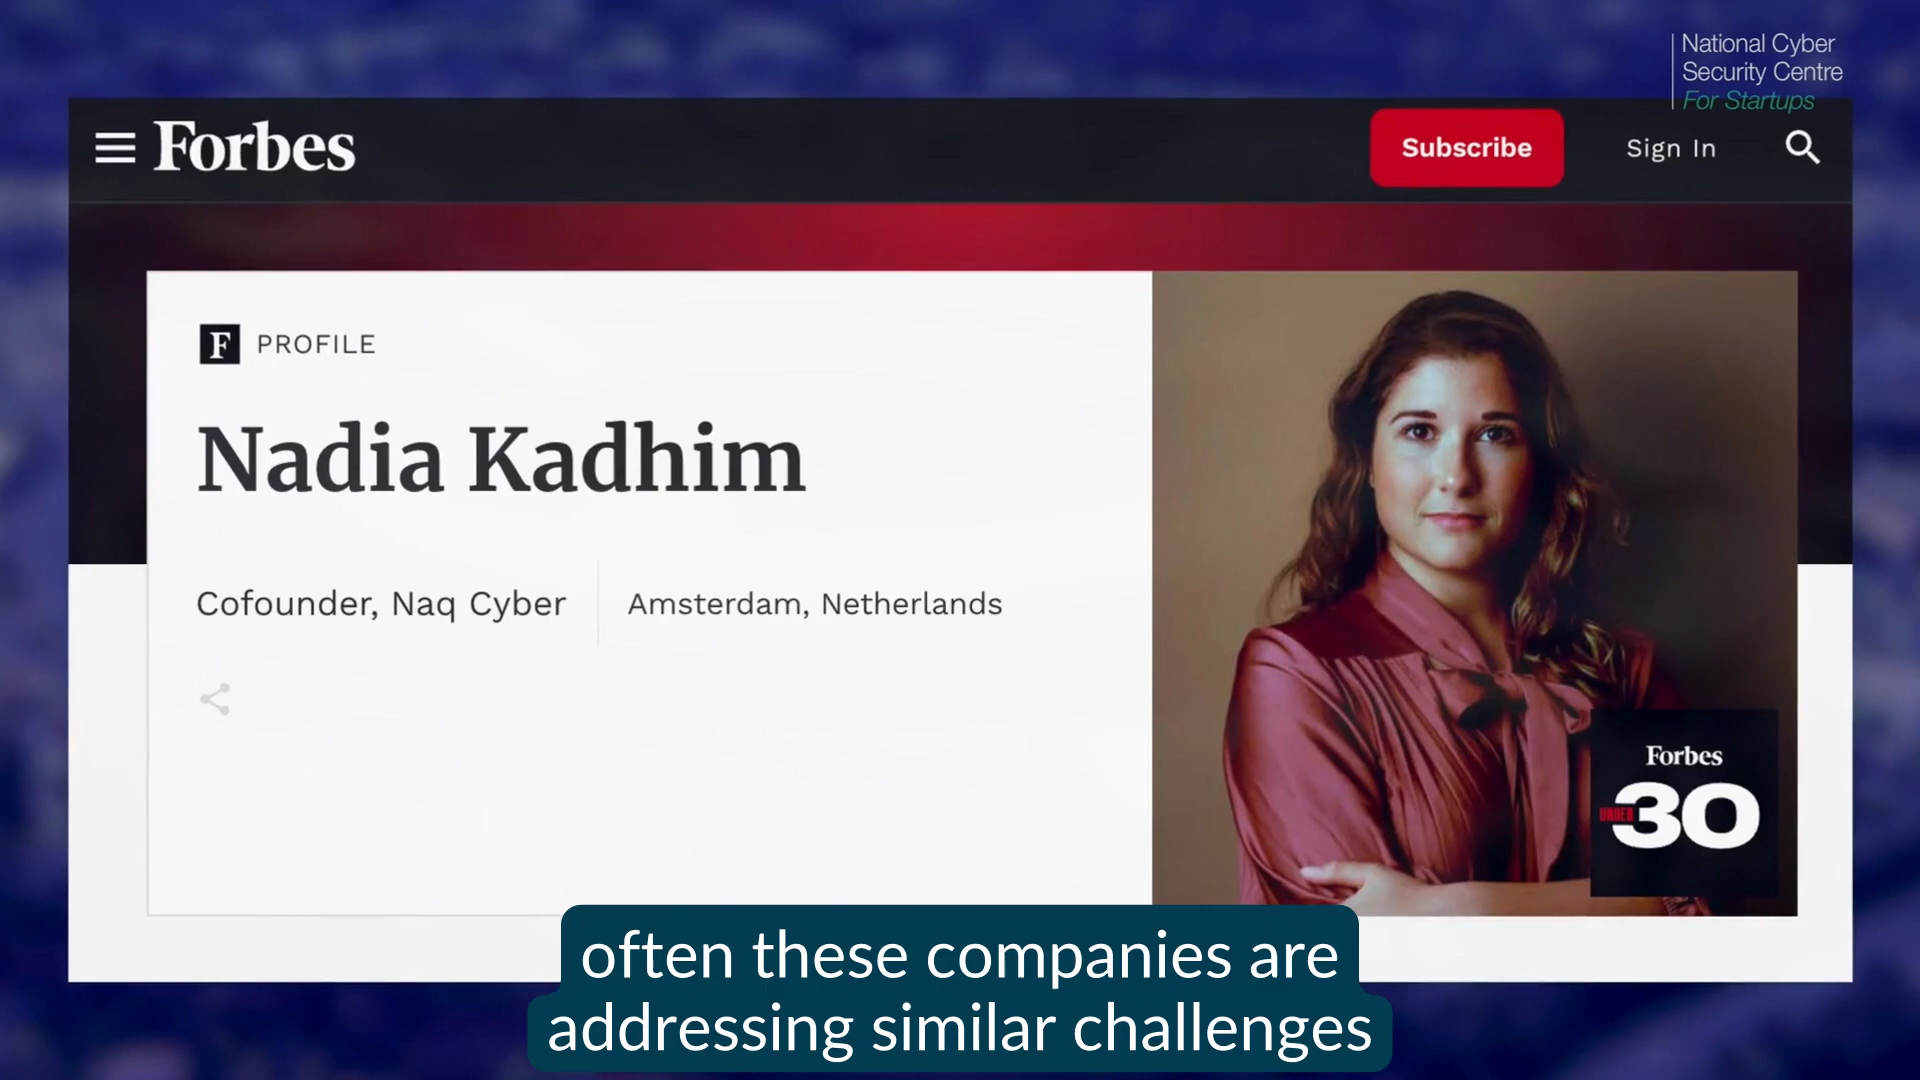 National Cyber
Security Centre
For Startups
Forbes
Subscribe
Sign In
F PROFILE
Nadia Kadhim
Cofounder, Naq Cyber
Amsterdam, Netherlands
Forbes
UNDER
30
often these companies are
addressing similar challenges